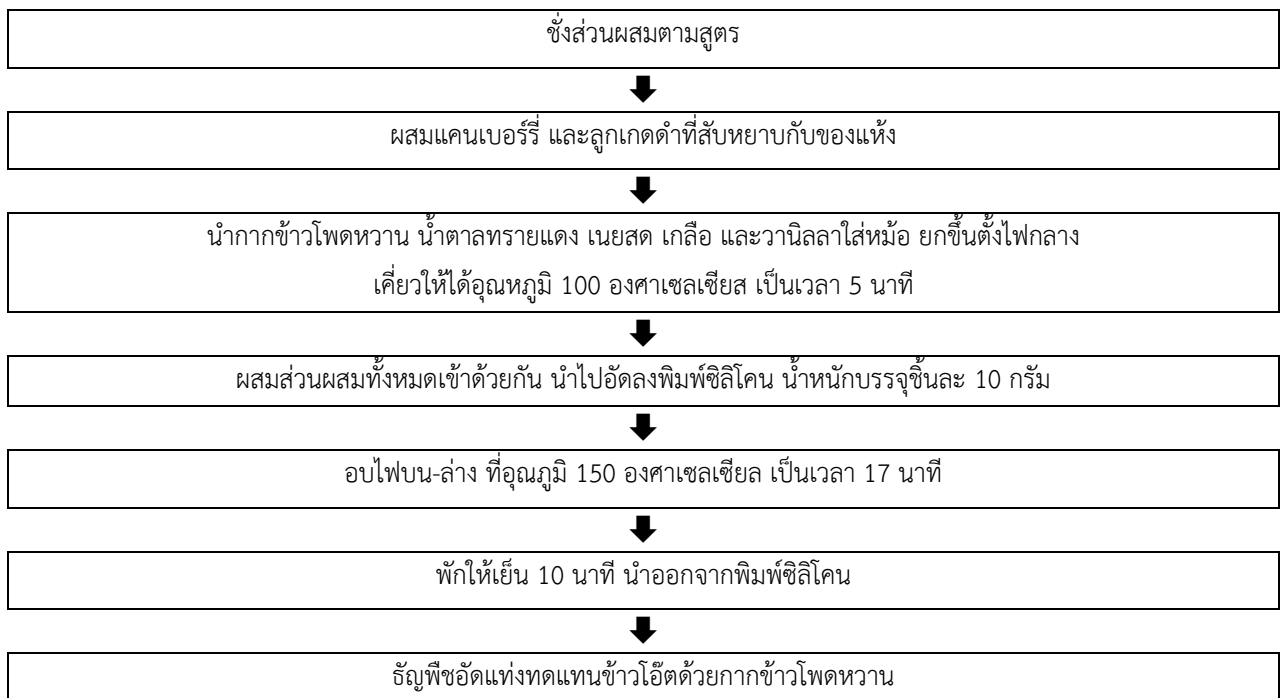 ชั่งส่วนผสมตามสูตร
ผสมแคนเบอร์รี่ และลูกเกดดำที่สับหยาบกับของแห้ง
นำกากข้าวโพดหวาน น้ำตาลทรายแดง เนยสด เกลือ และวานิลลาใส่หม้อ ยกขึ้นตั้งไฟกลาง
เคี่ยวให้ได้อุณหภูมิ 100 องศาเซลเซียส เป็นเวลา 5 นาที
ผสมส่วนผสมทั้งหมดเข้าด้วยกัน นำไปอัดลงพิมพ์ซิลิโคน น้ำหนักบรรจุชิ้นละ 10 กรัม
อบไฟบน-ล่าง ที่อุณภูมิ 150 องศาเซลเซียล เป็นเวลา 17 นาที
พักให้เย็น 10 นาที นำออกจากพิมพ์ซิลิโคน
ธัญพืชอัดแท่งทดแทนข้าวโอ๊ตด้วยกากข้าวโพดหวาน